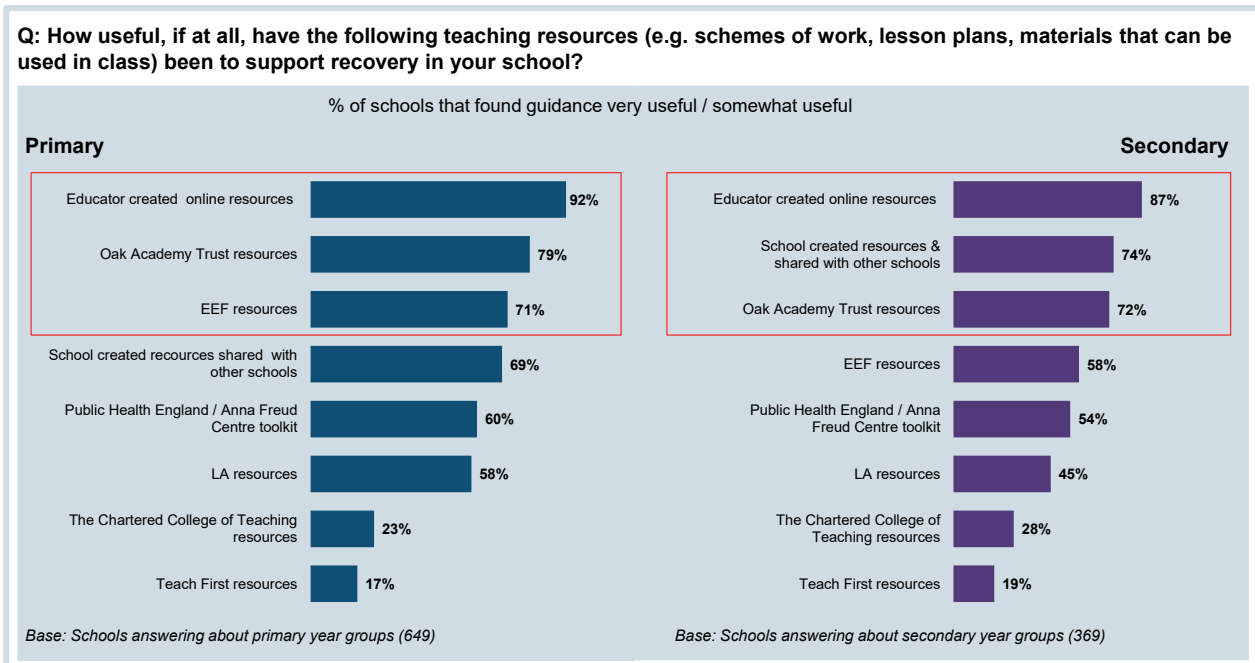 Q: How useful, if at all, have the following teaching resources (e.g. schemes of work, lesson plans, materials that can be
used in class) been to support recovery in your school?
% of schools that found guidance very useful / somewhat useful
Primary
Educator created online resources 92%
Oak Academy Trust resources 79%
EEF resources 71%
School created recources shared with
other schools 69%
Public Health England / Anna Freud
Centre toolkit 60%
LA resources 58%
The Chartered College of Teaching
resources 23%
Teach First resources 17%
Base: Schools answering about primary year groups (649)
Secondary
Educator created online resources 87%
School created resources &
shared with other schools 74%
Oak Academy Trust resources 72%
EEF resources 58%
Public Health England / Anna
Freud Centre toolkit 54%
LA resources 45%
The Chartered College of
Teaching resources 28%
Teach First resources 19%
Base: Schools answering about secondary year groups (369)